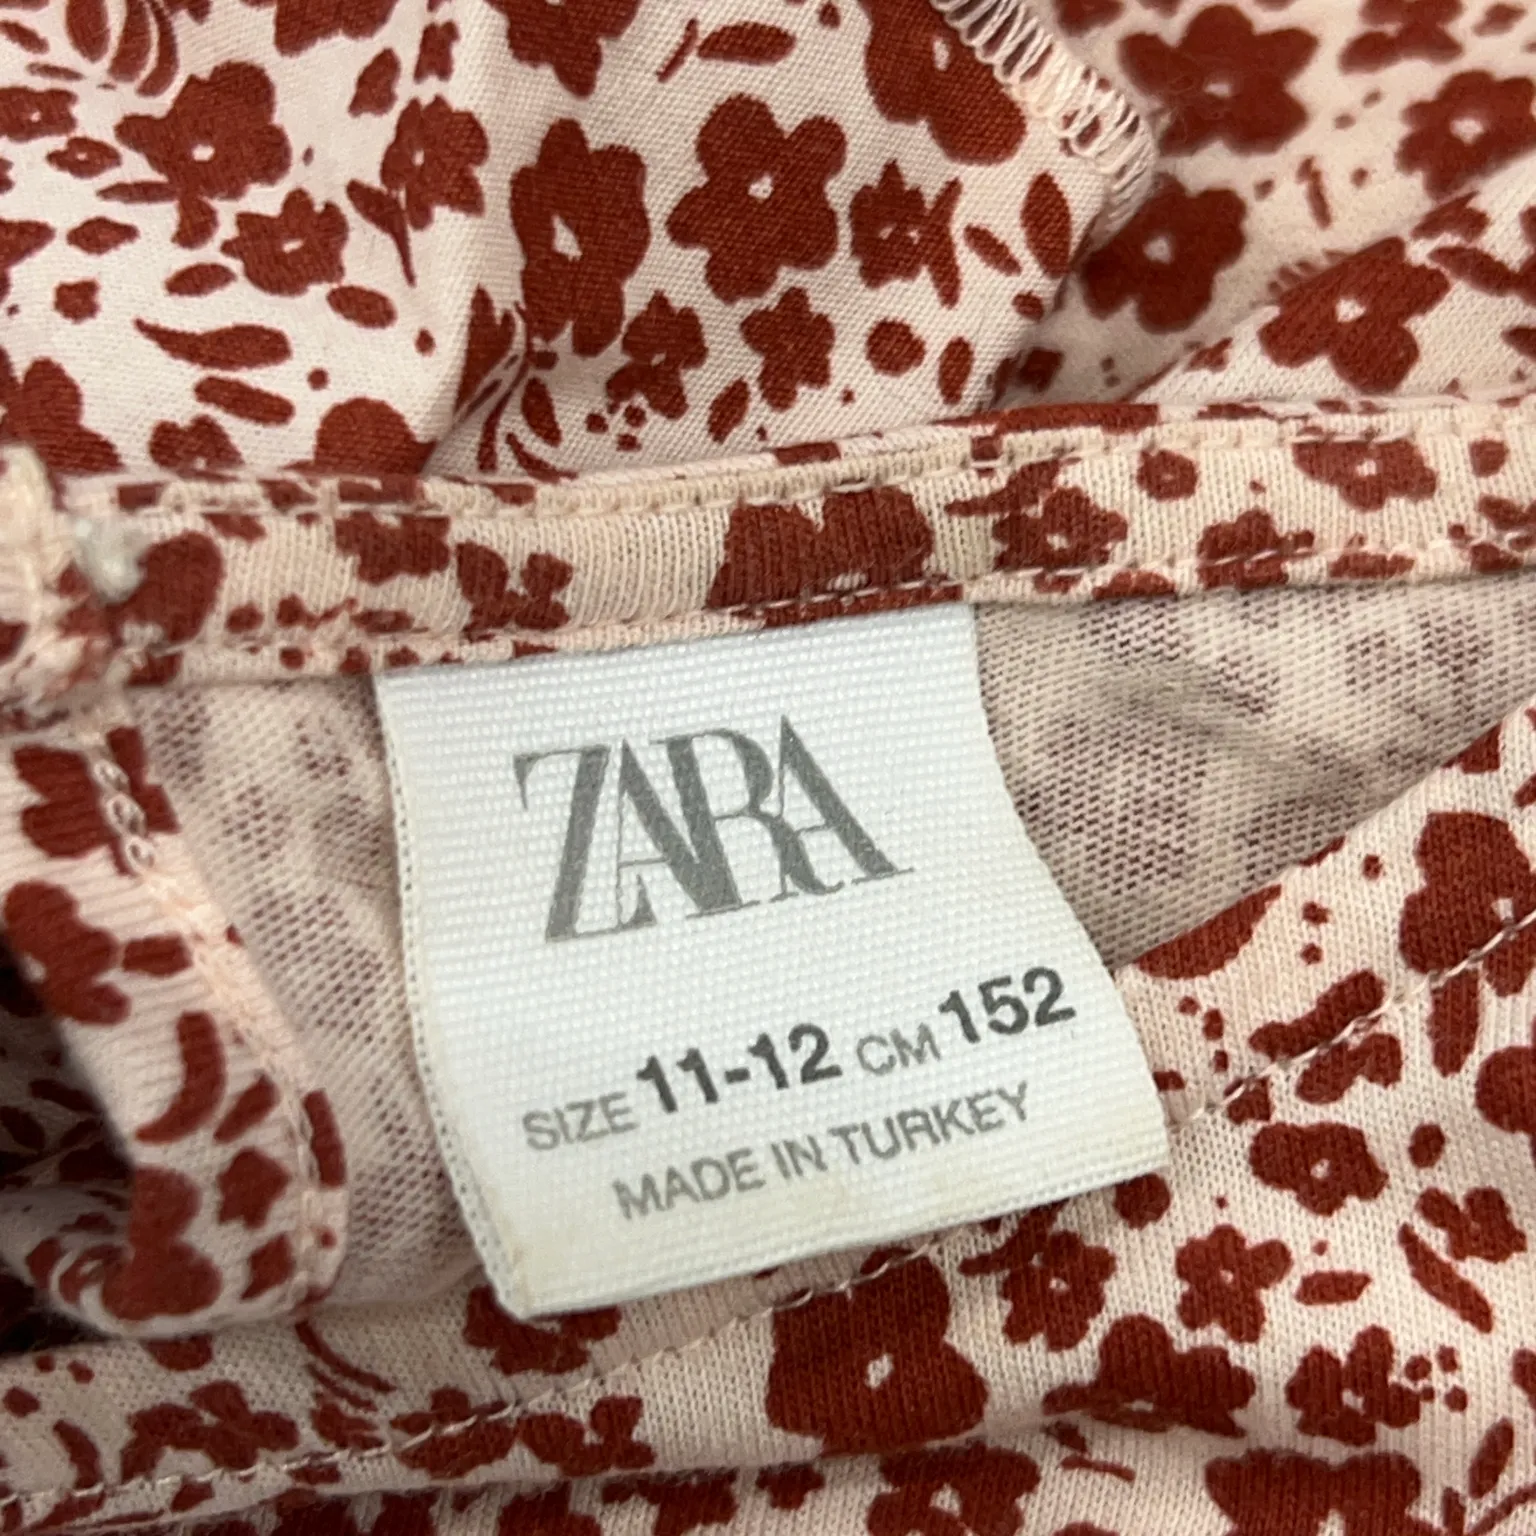 ZARA
SIZE 11-12 CM 152
MADE IN TURKEY